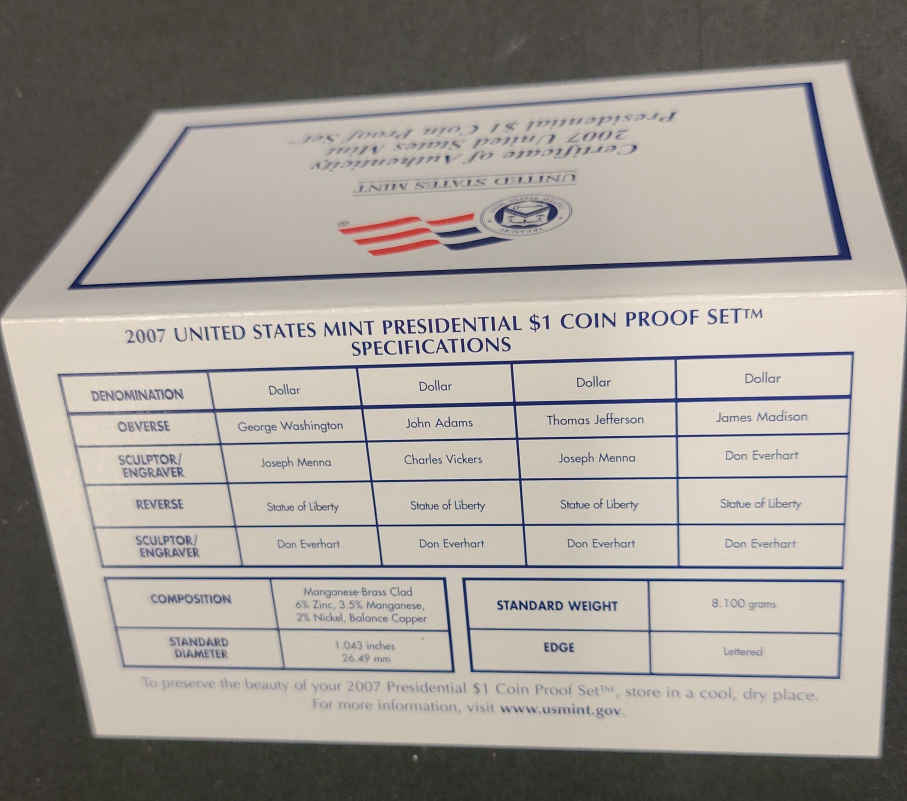 Presidential $1 Coin Proof Set™
2007 United States Mint
Certificate of Authenticity
UNITED STATES MINT
®
2007 UNITED STATES MINT PRESIDENTIAL $1 COIN PROOF SET™
SPECIFICATIONS
DENOMINATION Dollar Dollar Dollar Dollar
OBVERSE George Washington John Adams Thomas Jefferson James Madison
SCULPTOR/
ENGRAVER Joseph Menna Charles Vickers Joseph Menna Don Everhart
REVERSE Statue of Liberty Statue of Liberty Statue of Liberty Statue of Liberty
SCULPTOR/
ENGRAVER Don Everhart Don Everhart Don Everhart Don Everhart
COMPOSITION Manganese-Brass Clad
6% Zinc, 3.5% Manganese,
2% Nickel, Balance Copper
STANDARD WEIGHT 8.100 grams
STANDARD
DIAMETER 1.043 inches
26.49 mm
EDGE Lettered
To preserve the beauty of your 2007 Presidential $1 Coin Proof Set™, store in a cool, dry place.
For more information, visit www.usmint.gov.